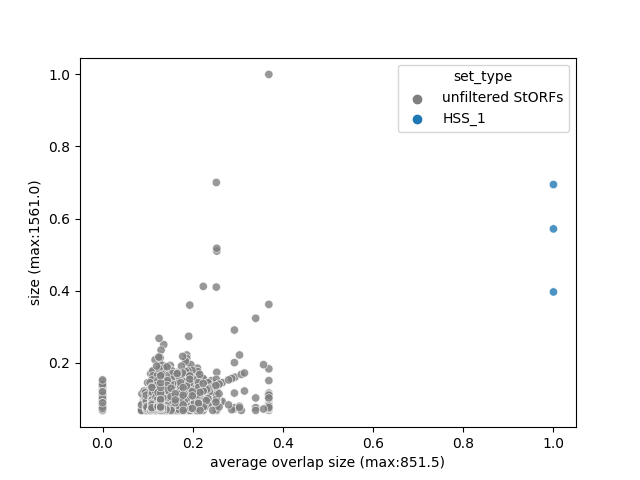 set_type
unfiltered StORFs
HSS_1
1.0
0.8
0.6
0.4
0.2
size (max:1561.0)
0.0 0.2 0.4 0.6 0.8 1.0
average overlap size (max:851.5)